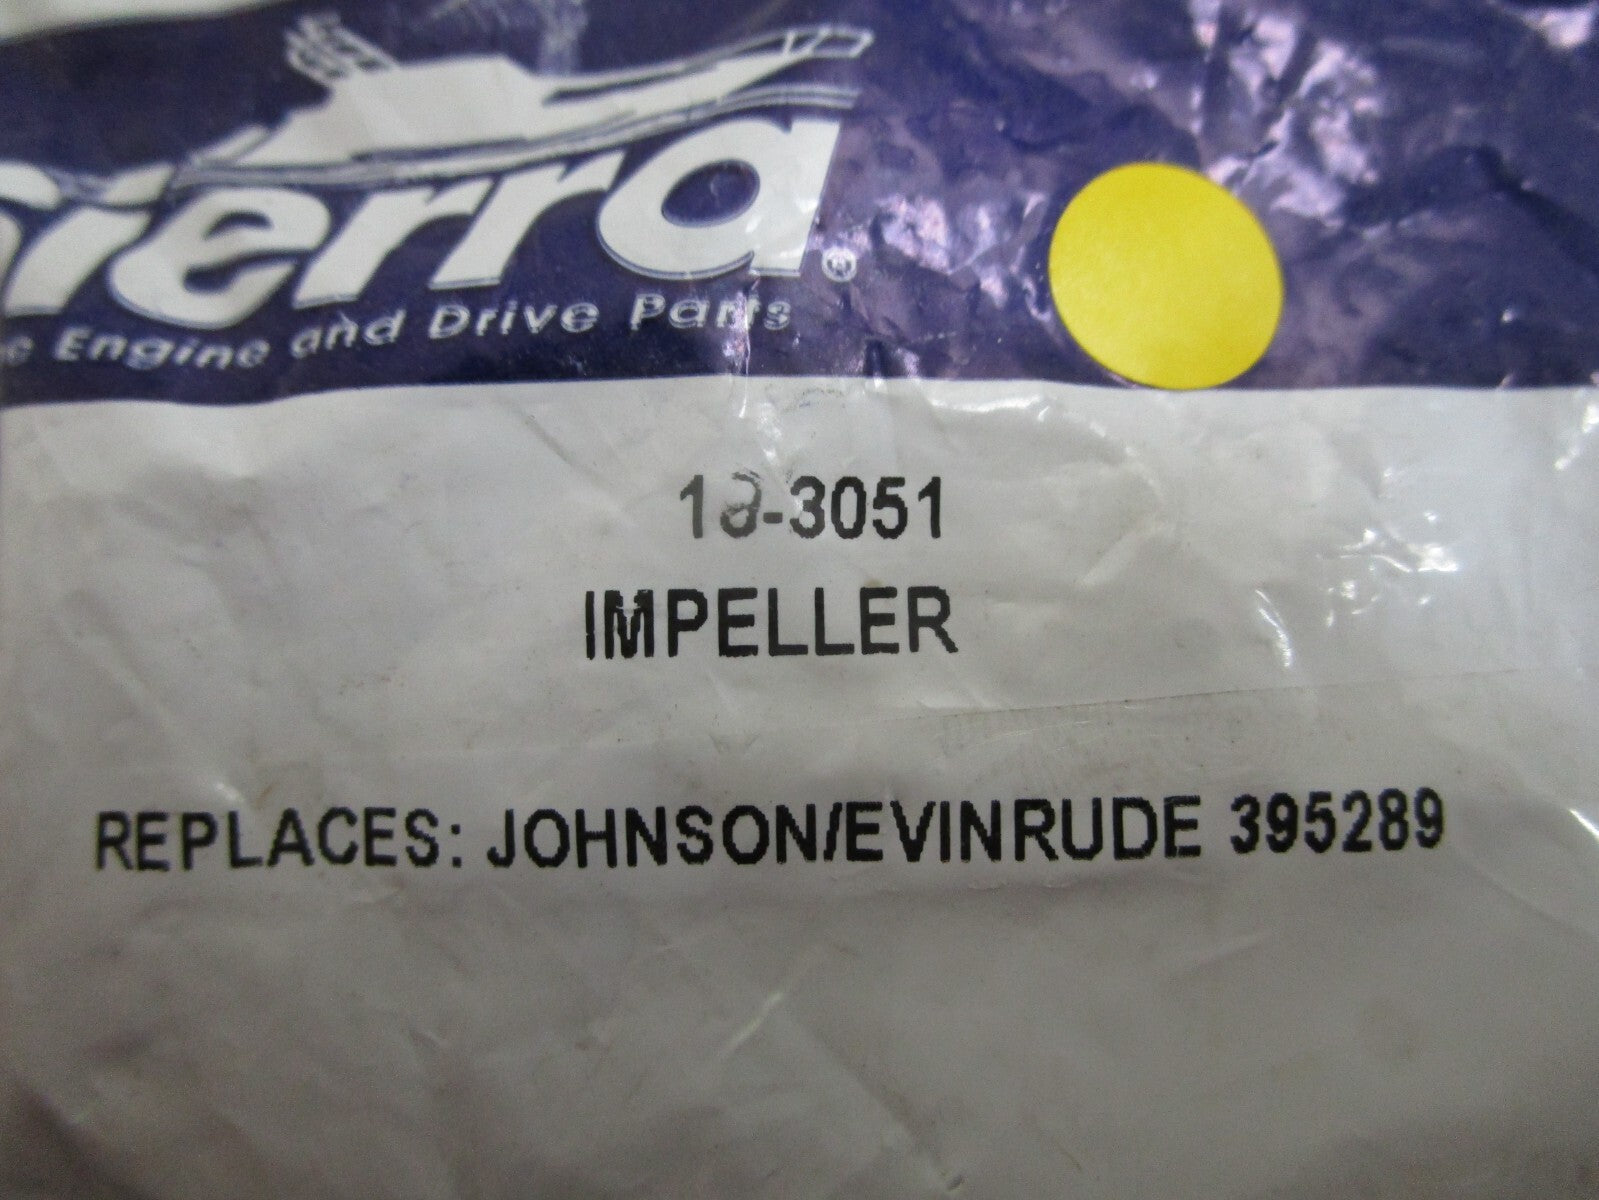 Sierra®
e Engine and Drive Parts
18-3051
IMPELLER
REPLACES: JOHNSON/EVINRUDE 395289